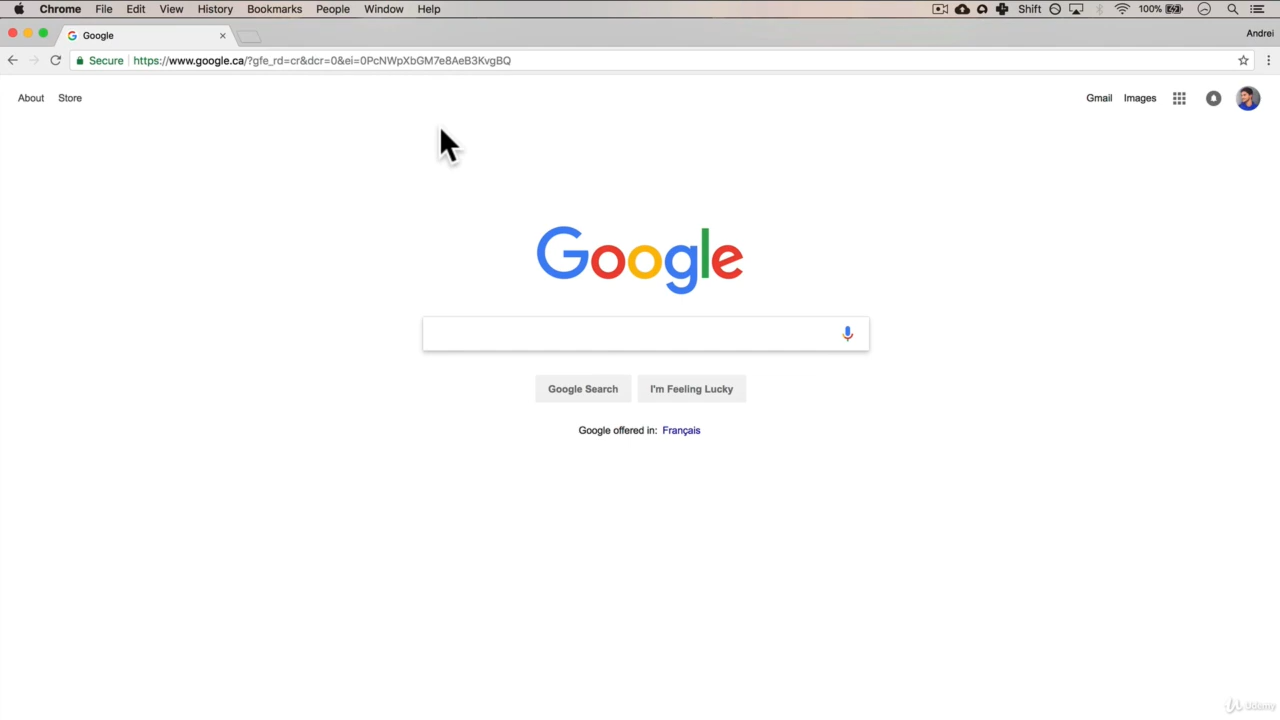 Chrome File Edit View History Bookmarks People Window Help Shift 100%
Google Andrei
Secure https://www.google.ca/?gfe_rd=cr&dcr=0&ei=0PcNWpXbGM7e8AeB3KvgBQ
About Store Gmail Images
Google
Google Search I'm Feeling Lucky
Google offered in: Français
Udemy